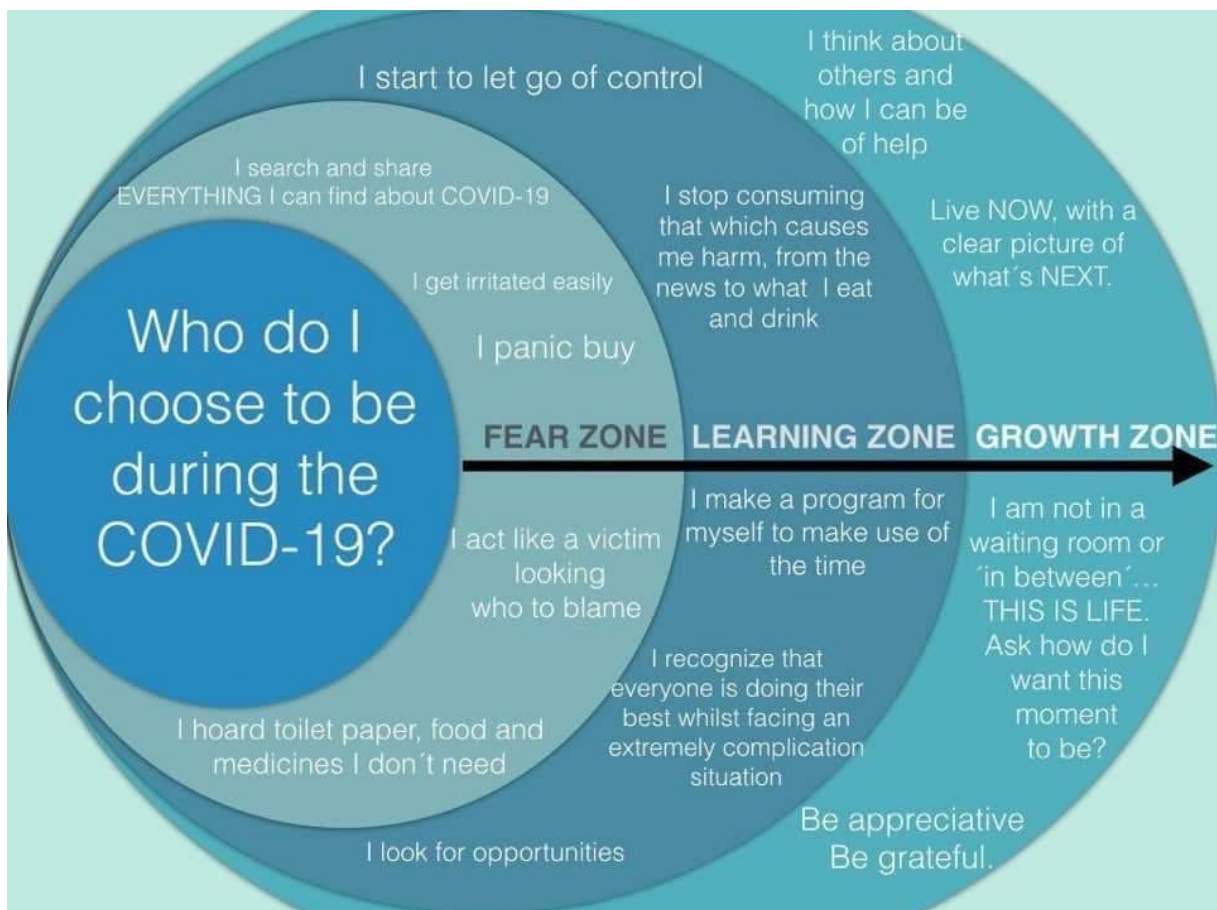 Who do I
choose to be
during the
COVID-19?
I search and share
EVERYTHING I can find about COVID-19
I get irritated easily
I panic buy
FEAR ZONE
I act like a victim
looking
who to blame
I hoard toilet paper, food and
medicines I don´t need
I start to let go of control
I stop consuming
that which causes
me harm, from the
news to what I eat
and drink
LEARNING ZONE
I make a program for
myself to make use of
the time
I recognize that
everyone is doing their
best whilst facing an
extremely complication
situation
I look for opportunities
I think about
others and
how I can be
of help
Live NOW, with a
clear picture of
what´s NEXT.
GROWTH ZONE
I am not in a
waiting room or
´in between´...
THIS IS LIFE.
Ask how do I
want this
moment
to be?
Be appreciative
Be grateful.